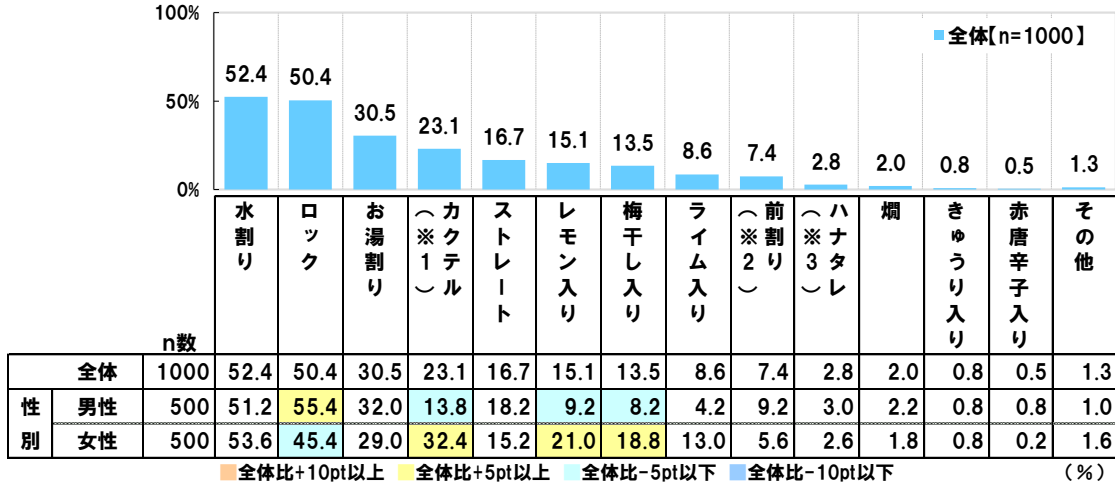 100%
50%
0%
■全体【n=1000】
52.4 50.4 30.5 23.1 16.7 15.1 13.5 8.6 7.4 2.8 2.0 0.8 0.5 1.3
水割り
ロック
お湯割り
カクテル
（※1）
ストレート
レモン入り
梅干し入り
ライム入り
前割り
（※2）
ハナタレ
（※3）
燗
きゅうり入り
赤唐辛子入り
その他
n数
全体 1000 52.4 50.4 30.5 23.1 16.7 15.1 13.5 8.6 7.4 2.8 2.0 0.8 0.5 1.3
性別
男性 500 51.2 55.4 32.0 13.8 18.2 9.2 8.2 4.2 9.2 3.0 2.2 0.8 0.8 1.0
女性 500 53.6 45.4 29.0 32.4 15.2 21.0 18.8 13.0 5.6 2.6 1.8 0.8 0.2 1.6
■全体比+10pt以上 ■全体比+5pt以上 ■全体比-5pt以下 ■全体比-10pt以下 （％）